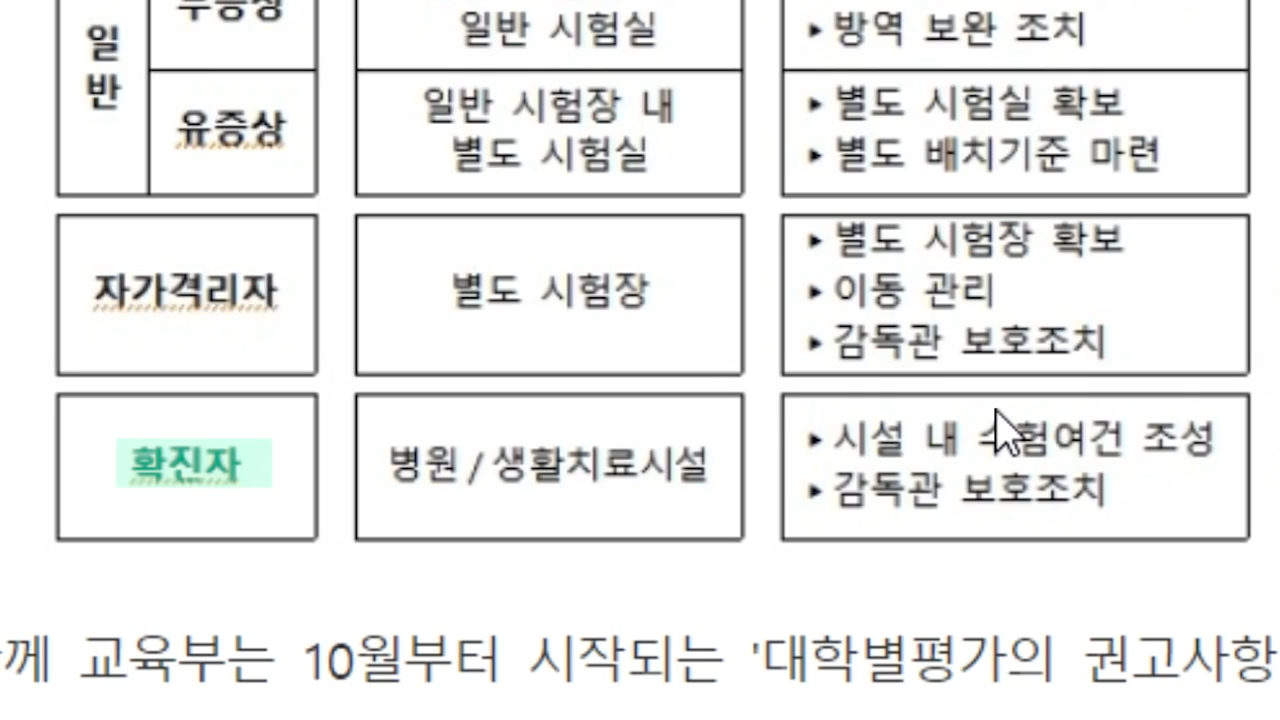 일반
무증상
일반 시험실
▸방역 보완 조치
유증상
일반 시험장 내
별도 시험실
▸별도 시험실 확보
▸별도 배치기준 마련
자가격리자
별도 시험장
▸별도 시험장 확보
▸이동 관리
▸감독관 보호조치
확진자
병원 / 생활치료시설
▸시설 내 수험여건 조성
▸감독관 보호조치
교육부는 10월부터 시작되는 '대학별평가의 권고사항